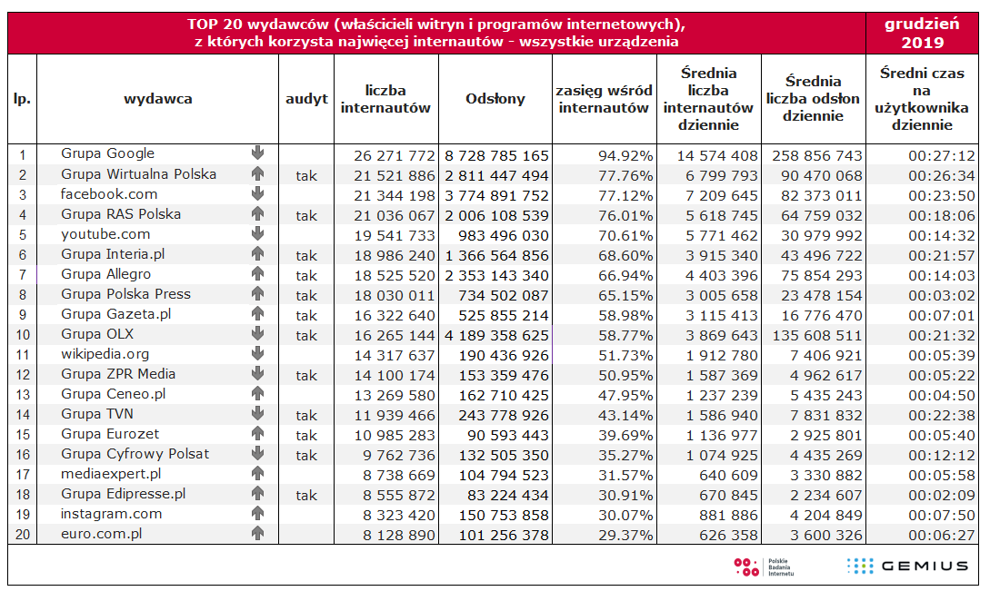 TOP 20 wydawców (właścicieli witryn i programów internetowych),
z których korzysta najwięcej internautów - wszystkie urządzenia
grudzień
2019
lp.
wydawca
audyt
liczba
internautów
Odsłony
zasięg wśród
internautów
Średnia
liczba
internautów
dziennie
Średnia
liczba odsłon
dziennie
Średni czas
na
użytkownika
dziennie
1 Grupa Google 26 271 772 8 728 785 165 94.92% 14 574 408 258 856 743 00:27:12
2 Grupa Wirtualna Polska tak 21 521 886 2 811 447 494 77.76% 6 799 793 90 470 068 00:26:34
3 facebook.com 21 344 198 3 774 891 752 77.12% 7 209 645 82 373 011 00:23:50
4 Grupa RAS Polska tak 21 036 067 2 006 108 539 76.01% 5 618 745 64 759 032 00:18:06
5 youtube.com 19 541 733 983 496 030 70.61% 5 771 462 30 979 992 00:14:32
6 Grupa Interia.pl tak 18 986 240 1 366 564 856 68.60% 3 915 340 43 496 722 00:21:57
7 Grupa Allegro tak 18 525 520 2 353 143 340 66.94% 4 403 396 75 854 293 00:14:03
8 Grupa Polska Press tak 18 030 011 734 502 087 65.15% 3 005 658 23 478 154 00:03:02
9 Grupa Gazeta.pl tak 16 322 640 525 855 214 58.98% 3 115 413 16 776 470 00:07:01
10 Grupa OLX tak 16 265 144 4 189 358 625 58.77% 3 869 643 135 608 511 00:21:32
11 wikipedia.org 14 317 637 190 436 926 51.73% 1 912 780 7 406 921 00:05:39
12 Grupa ZPR Media tak 14 100 174 153 359 476 50.95% 1 587 369 4 962 617 00:05:22
13 Grupa Ceneo.pl 13 269 580 162 710 425 47.95% 1 237 239 5 435 243 00:04:50
14 Grupa TVN tak 11 939 466 243 778 926 43.14% 1 586 940 7 831 832 00:22:38
15 Grupa Eurozet tak 10 985 283 90 593 443 39.69% 1 136 977 2 925 801 00:05:40
16 Grupa Cyfrowy Polsat tak 9 762 736 132 505 350 35.27% 1 074 925 4 435 269 00:12:12
17 mediaexpert.pl 8 738 669 104 794 523 31.57% 640 609 3 330 882 00:05:58
18 Grupa Edipresse.pl tak 8 555 872 83 224 434 30.91% 670 845 2 234 607 00:02:09
19 instagram.com 8 323 420 150 753 858 30.07% 881 886 4 204 849 00:07:50
20 euro.com.pl 8 128 890 101 256 378 29.37% 626 358 3 600 326 00:06:27
Polskie
Badania
Internetu
GEMIUS